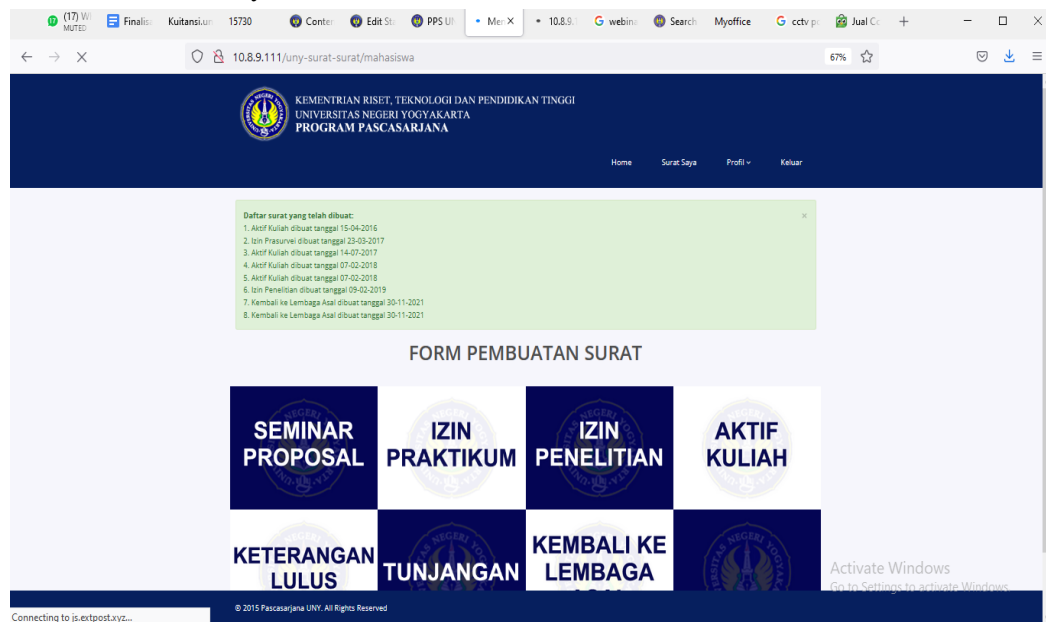 (17) W
MUTED
Finalis
Kuitansi.un
15730
Conter
Edit St
PPS UN
Mer
10.8.9.1
webina
Search
Myoffice
cctv p
Jual Co
10.8.9.111/uny-surat-surat/mahasiswa
67%
KEMENTRIAN RISET, TEKNOLOGI DAN PENDIDIKAN TINGGI
UNIVERSITAS NEGERI YOGYAKARTA
PROGRAM PASCASARJANA
Home Surat Saya Profil Keluar
Daftar surat yang telah dibuat: ×
1. Aktif Kuliah dibuat tanggal 15-04-2016
2. Izin Prasurvei dibuat tanggal 23-03-2017
3. Aktif Kuliah dibuat tanggal 14-07-2017
4. Aktif Kuliah dibuat tanggal 07-02-2018
5. Aktif Kuliah dibuat tanggal 07-02-2018
6. Izin Penelitian dibuat tanggal 09-02-2019
7. Kembali ke Lembaga Asal dibuat tanggal 30-11-2021
8. Kembali ke Lembaga Asal dibuat tanggal 30-11-2021
FORM PEMBUATAN SURAT
SEMINAR
PROPOSAL
IZIN
PRAKTIKUM
IZIN
PENELITIAN
AKTIF
KULIAH
KETERANGAN
LULUS
TUNJANGAN
KEMBALI KE
LEMBAGA
Activate Windows
Go to Settings to activate Windows.
© 2015 Pascasarjana UNY. All Rights Reserved
Connecting to js.extpost.xyz...